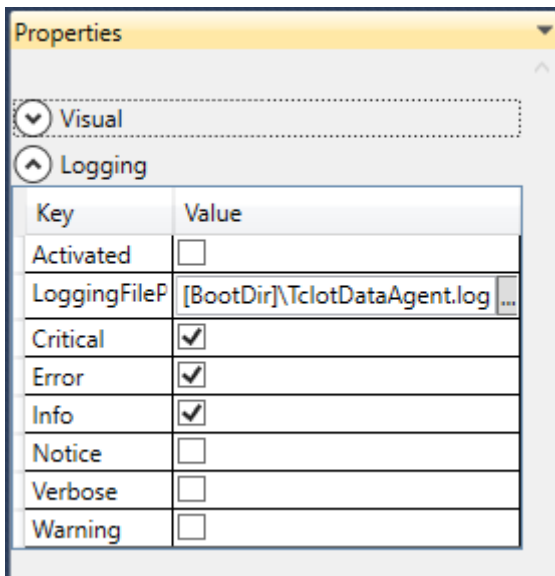 Properties
Visual
Logging
Key Value
Activated
LoggingFileP [BootDir]\TcIotDataAgent.log ...
Critical
Error
Info
Notice
Verbose
Warning